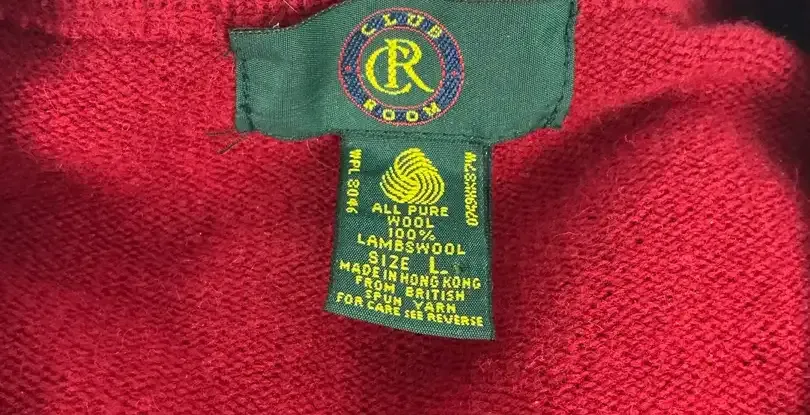 CLUB
CR
ROOM
WPL 8046
ALL PURE
WOOL
100%
LAMBSWOOL
SIZE L.
MADE IN HONG KONG
FROM BRITISH
SPUN YARN
FOR CARE SEE REVERSE